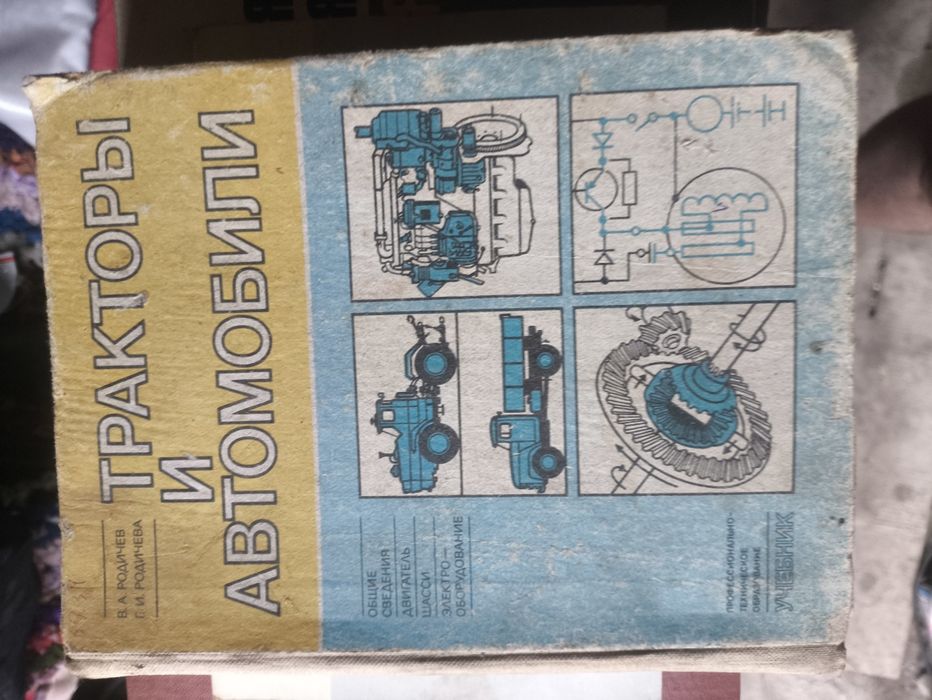 В. А. РОДИЧЕВ
Г. И. РОДИЧЕВА
ТРАКТОРЫ
И
АВТОМОБИЛИ
ОБЩИЕ
СВЕДЕНИЯ
ДВИГАТЕЛЬ
ШАССИ
ЭЛЕКТРО-
ОБОРУДОВАНИЕ
ПРОФЕССИОНАЛЬНО-
ТЕХНИЧЕСКОЕ
ОБРАЗОВАНИЕ
УЧЕБНИК